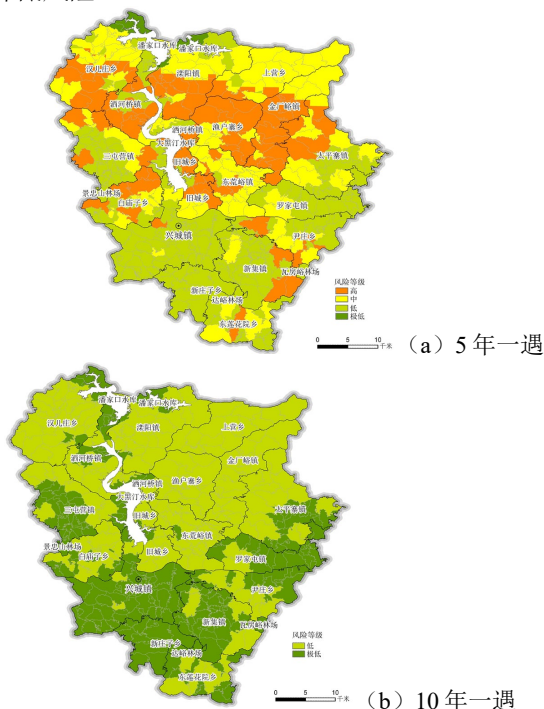 潘家口水库
潘家口水库
汉儿庄乡
滦阳镇
上营乡
洒河桥镇
金厂峪镇
洒河桥镇
渔户寨乡
大黑汀水库
三屯营镇
旧城乡
太平寨镇
东荒峪镇
景忠山林场
白庙子乡
旧城乡
罗家屯镇
兴城镇
尹庄乡
新集镇
瓦房峪林场
风险等级
高
中
低
极低
新庄子乡
达峪林场
东莲花院乡
0 5 10
千米
（a）5 年一遇
潘家口水库
潘家口水库
汉儿庄乡
滦阳镇
上营乡
洒河桥镇
金厂峪镇
洒河桥镇
渔户寨乡
大黑汀水库
三屯营镇
旧城乡
太平寨镇
东荒峪镇
景忠山林场
白庙子乡
旧城乡
罗家屯镇
兴城镇
尹庄乡
新集镇
瓦房峪林场
风险等级
低
极低
新庄子乡
达峪林场
东莲花院乡
0 5 10
千米
（b）10 年一遇